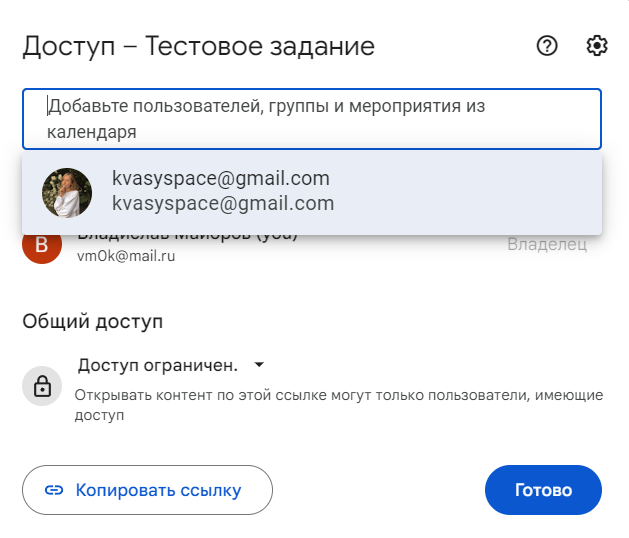 Доступ – Тестовое задание
Добавьте пользователей, группы и мероприятия из
календаря
kvasyspace@gmail.com
kvasyspace@gmail.com
В
Владислав Майоров (you)
vm0k@mail.ru
Владелец
Общий доступ
Доступ ограничен.
Открывать контент по этой ссылке могут только пользователи, имеющие
доступ
Копировать ссылку
Готово